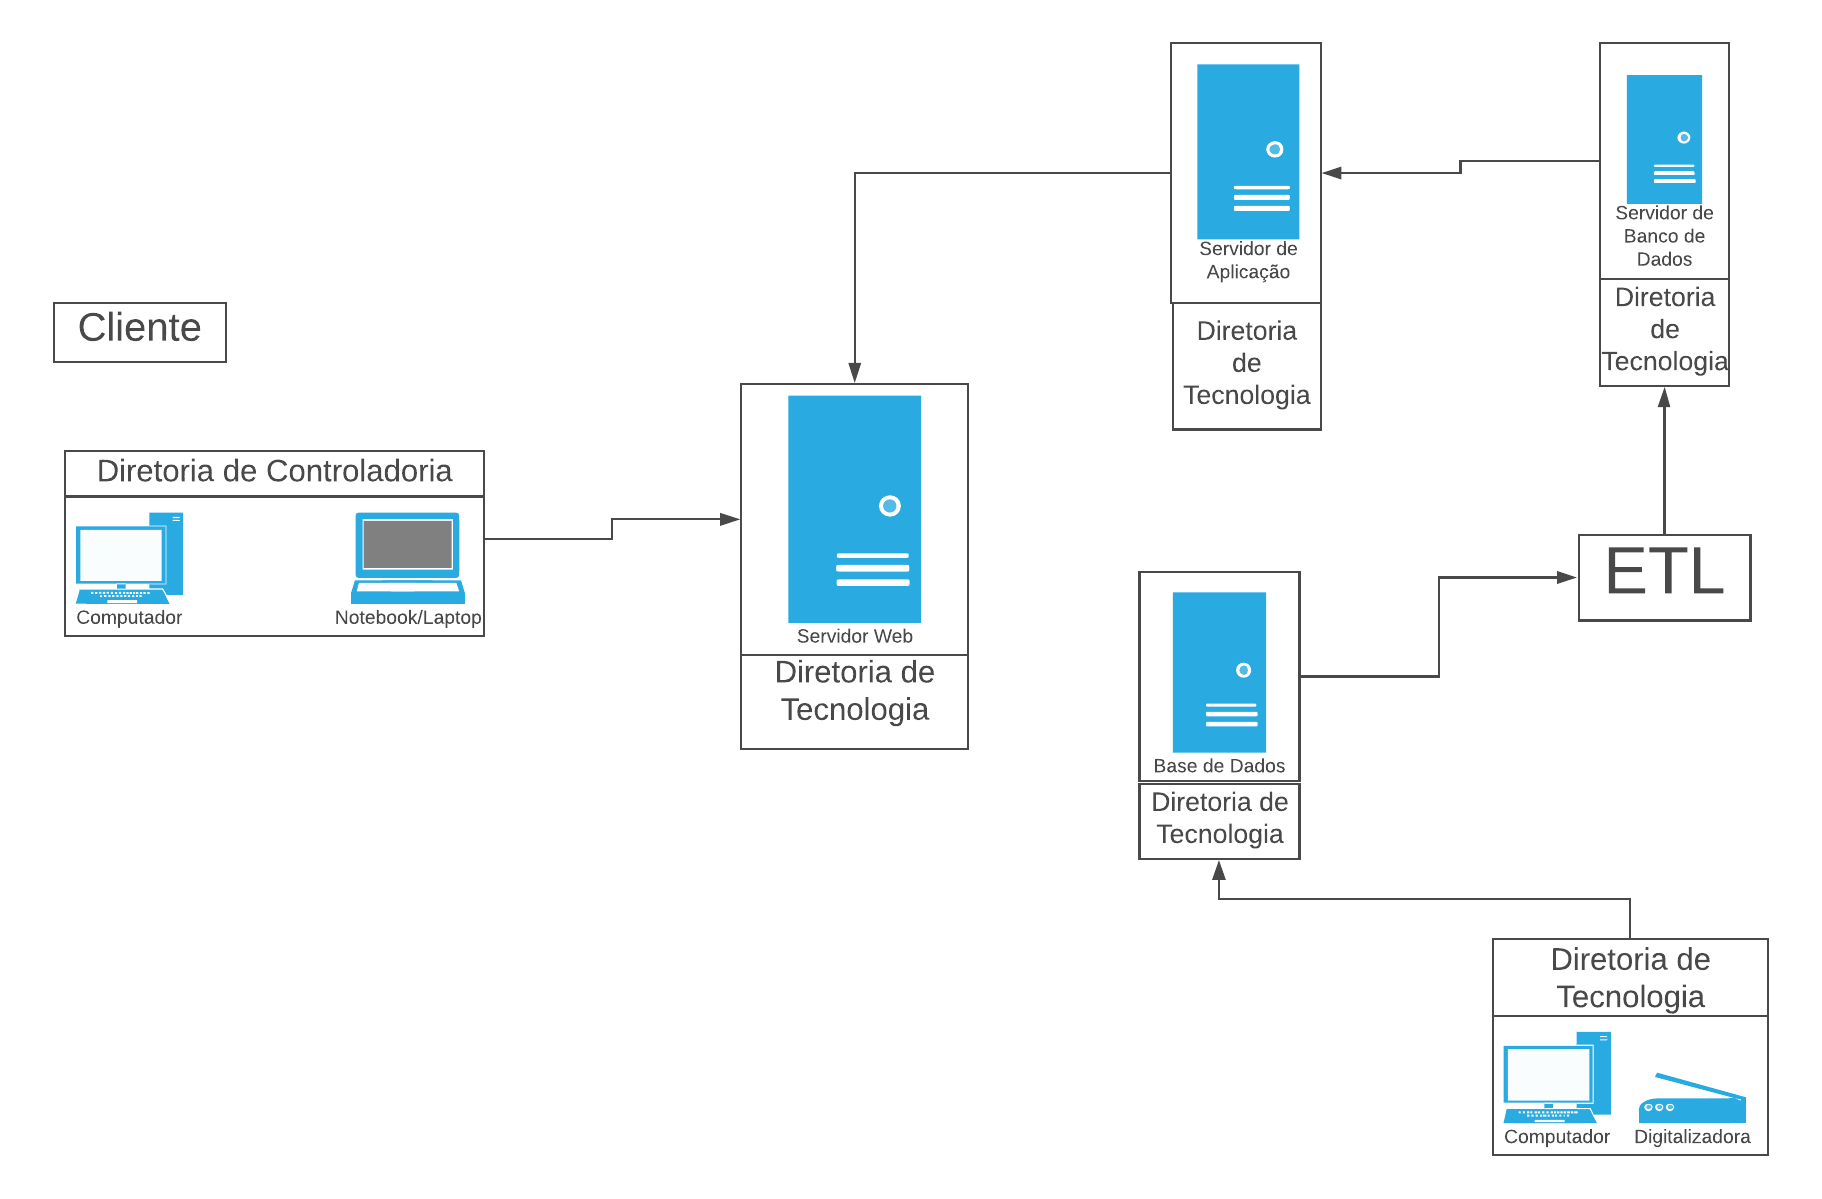 Cliente
Diretoria de Controladoria
Computador
Notebook/Laptop
Servidor Web
Diretoria de
Tecnologia
Servidor de
Aplicação
Diretoria
de
Tecnologia
Servidor de
Banco de
Dados
Diretoria
de
Tecnologia
ETL
Base de Dados
Diretoria de
Tecnologia
Diretoria de
Tecnologia
Computador
Digitalizadora